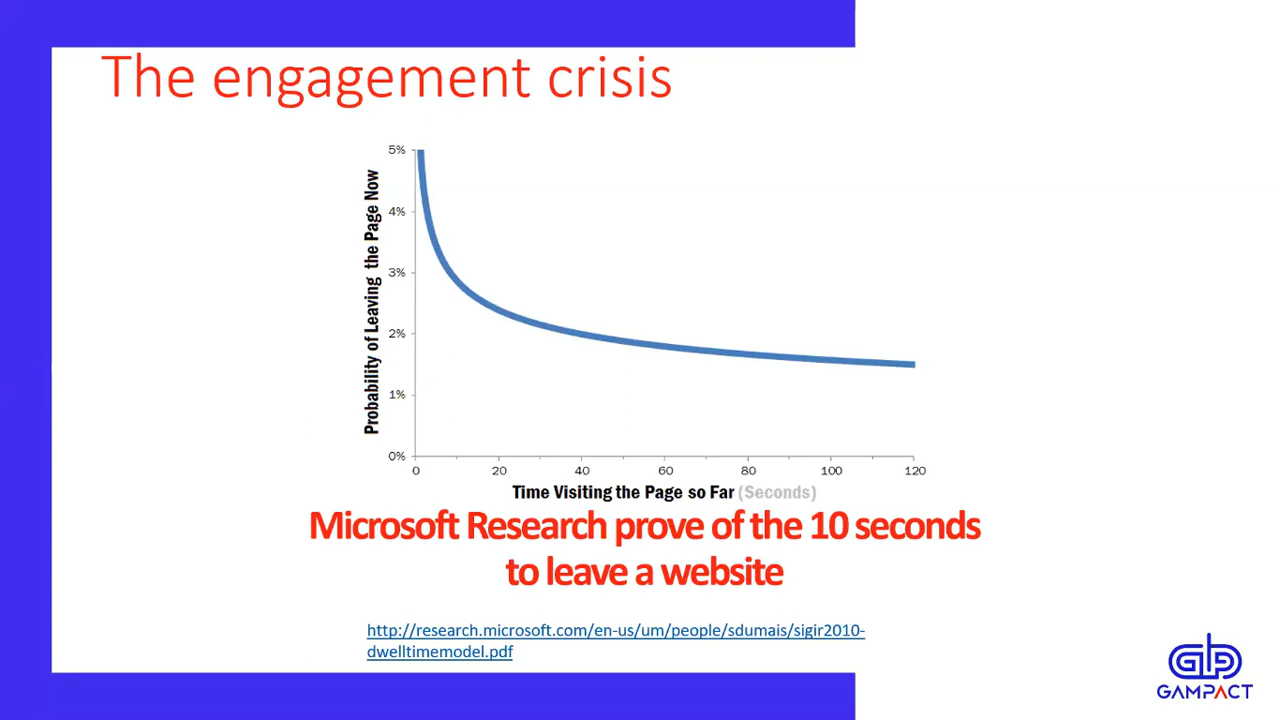 The engagement crisis
5%
4%
3%
2%
1%
0%
Probability of Leaving the Page Now
0 20 40 60 80 100 120
Time Visiting the Page so Far (Seconds)
Microsoft Research prove of the 10 seconds
to leave a website
http://research.microsoft.com/en-us/um/people/sdumais/sigir2010-
dwelltimemodel.pdf
GAMPACT